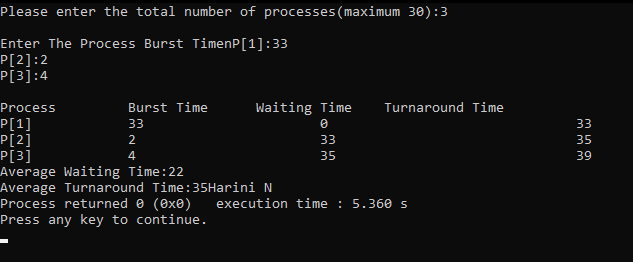 Please enter the total number of processes(maximum 30):3
Enter The Process Burst TimenP[1]:33
P[2]:2
P[3]:4
Process Burst Time Waiting Time Turnaround Time
P[1] 33 0 33
P[2] 2 33 35
P[3] 4 35 39
Average Waiting Time:22
Average Turnaround Time:35Harini N
Process returned 0 (0x0) execution time : 5.360 s
Press any key to continue.